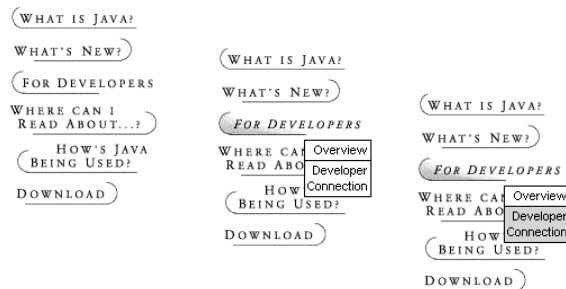 WHAT IS JAVA?
WHAT'S NEW?
FOR DEVELOPERS
WHERE CAN I
READ ABOUT...?
HOW'S JAVA
BEING USED?
DOWNLOAD
WHAT IS JAVA?
WHAT'S NEW?
FOR DEVELOPERS
WHERE CA
READ ABO
HOW
BEING USED?
DOWNLOAD
Overview
Developer
Connection
WHAT IS JAVA?
WHAT'S NEW?
FOR DEVELOPERS
WHERE CA
READ ABO
HOW
BEING USED?
DOWNLOAD
Overview
Developer
Connection